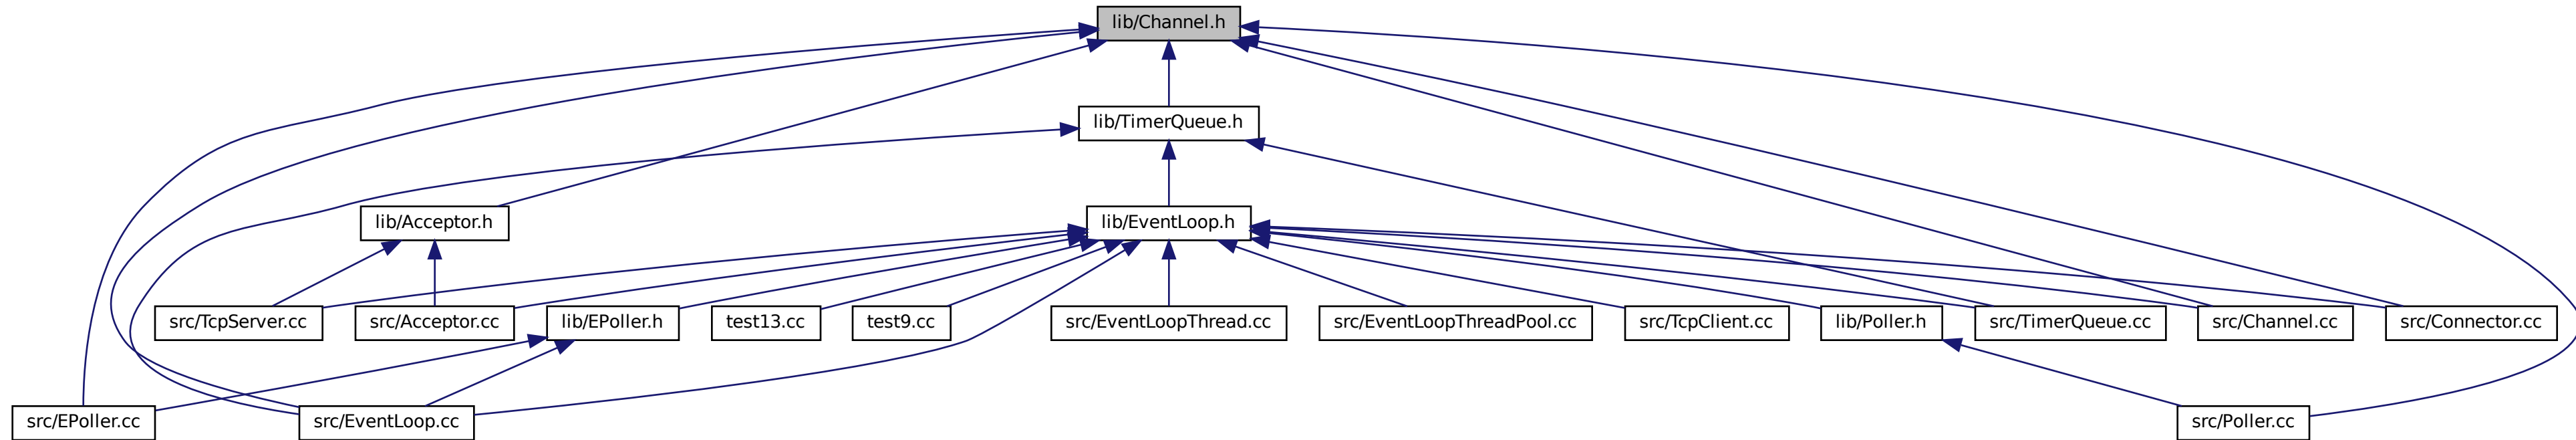 lib/Channel.h
lib/TimerQueue.h
lib/Acceptor.h
lib/EventLoop.h
src/TcpServer.cc
src/Acceptor.cc
lib/EPoller.h
test13.cc
test9.cc
src/EventLoopThread.cc
src/EventLoopThreadPool.cc
src/TcpClient.cc
lib/Poller.h
src/TimerQueue.cc
src/Channel.cc
src/Connector.cc
src/EPoller.cc
src/EventLoop.cc
src/Poller.cc